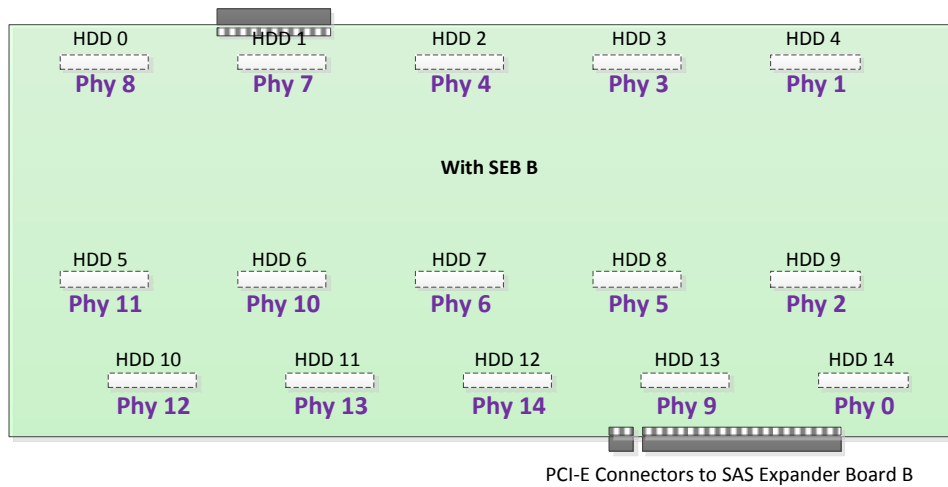 HDD 0 HDD 1 HDD 2 HDD 3 HDD 4
Phy 8 Phy 7 Phy 4 Phy 3 Phy 1
With SEB B
HDD 5 HDD 6 HDD 7 HDD 8 HDD 9
Phy 11 Phy 10 Phy 6 Phy 5 Phy 2
HDD 10 HDD 11 HDD 12 HDD 13 HDD 14
Phy 12 Phy 13 Phy 14 Phy 9 Phy 0
PCI-E Connectors to SAS Expander Board B